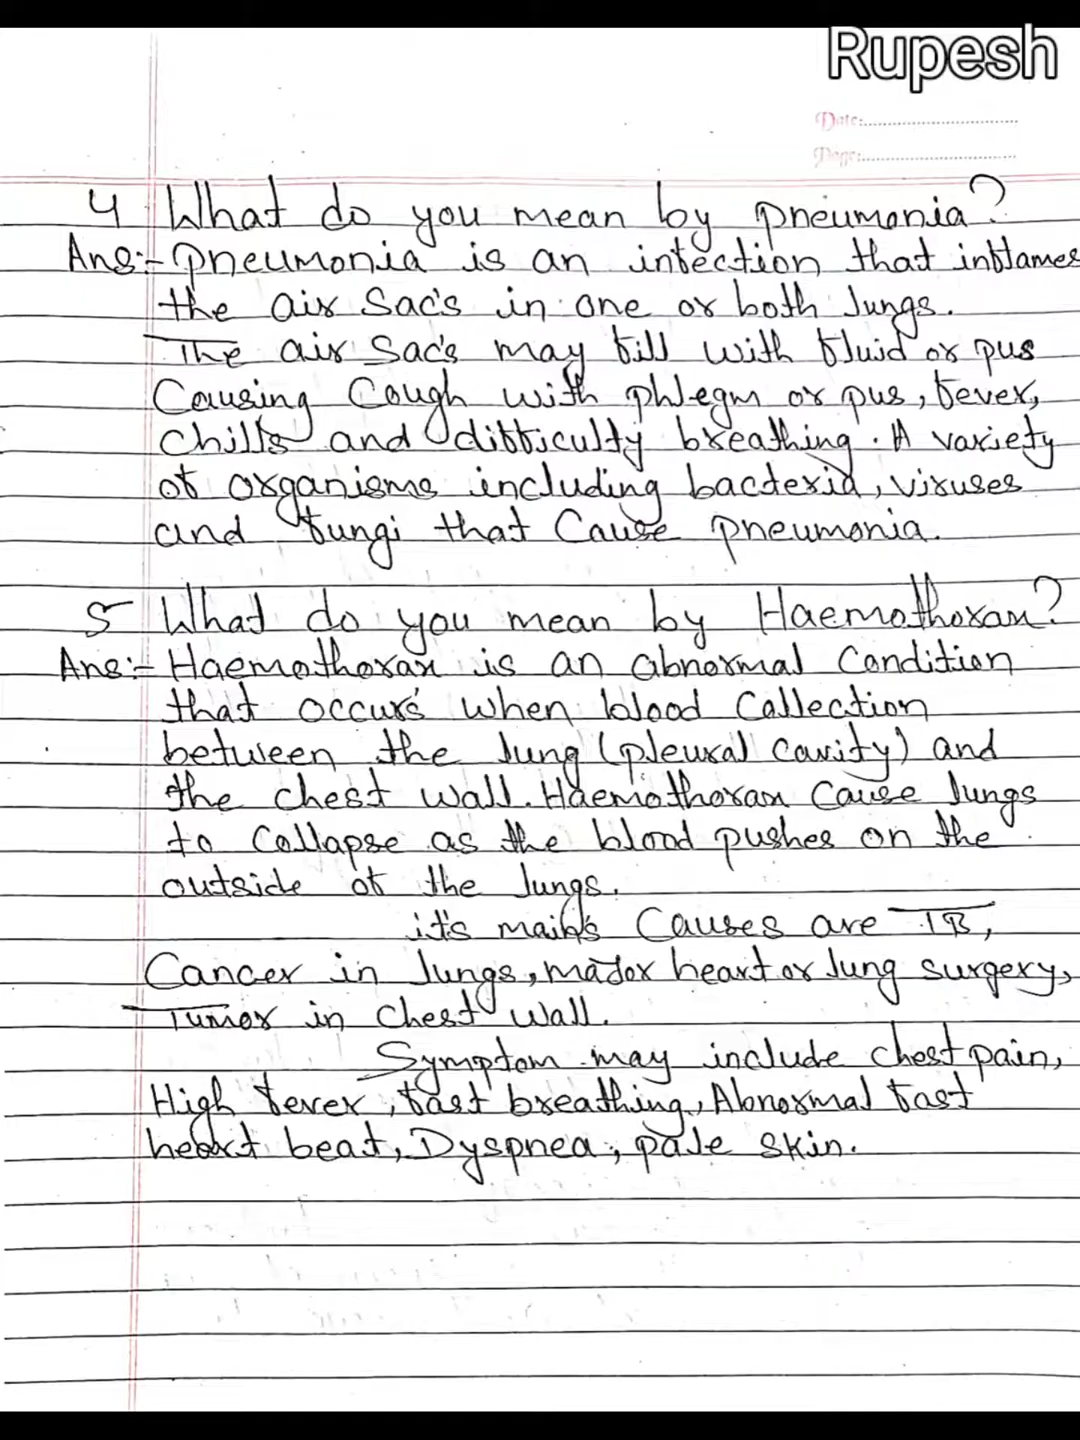 Rupesh
Date:
Page:
4 What do you mean by pneumonia?
Ans:- Pneumonia is an infection that inflames
the air Sac's in one or both lungs.
The air Sac's may fill with fluid or pus
Causing Cough with phlegm or pus, fever,
Chills and difficulty breathing. A variety
of organisms including bacteria, viruses
and fungi that Cause pneumonia.
5 What do you mean by Haemothorax?
Ans:- Haemothorax is an abnormal Condition
that occurs when blood Collection
between the lung (pleural cavity) and
the chest wall. Haemothorax Cause lungs
to Collapse as the blood pushes on the
outside of the lungs.
it's main's Causes are TB,
Cancer in lungs, major heart or lung surgery,
Tumor in chest wall.
Symptom may include chest pain,
High fever, fast breathing, Abnormal fast
heart beat, Dyspnea, pale skin.